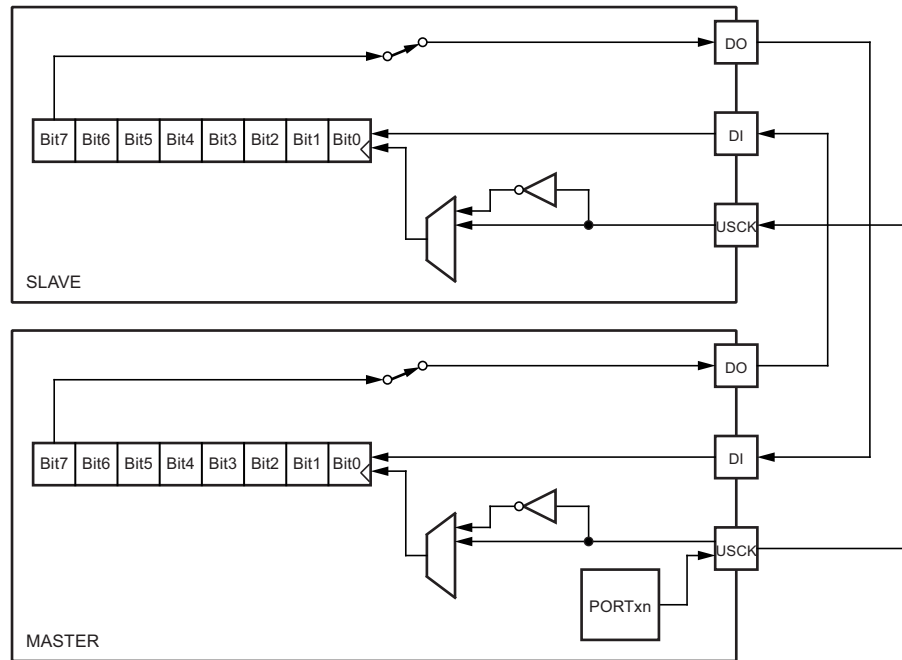 DO
Bit7 Bit6 Bit5 Bit4 Bit3 Bit2 Bit1 Bit0
DI
USCK
SLAVE
DO
Bit7 Bit6 Bit5 Bit4 Bit3 Bit2 Bit1 Bit0
DI
USCK
PORTxn
MASTER